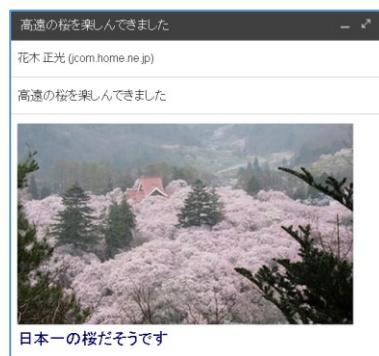 高遠の桜を楽しんできました
花木 正光 (jcom.home.ne.jp)
高遠の桜を楽しんできました
日本一の桜だそうです